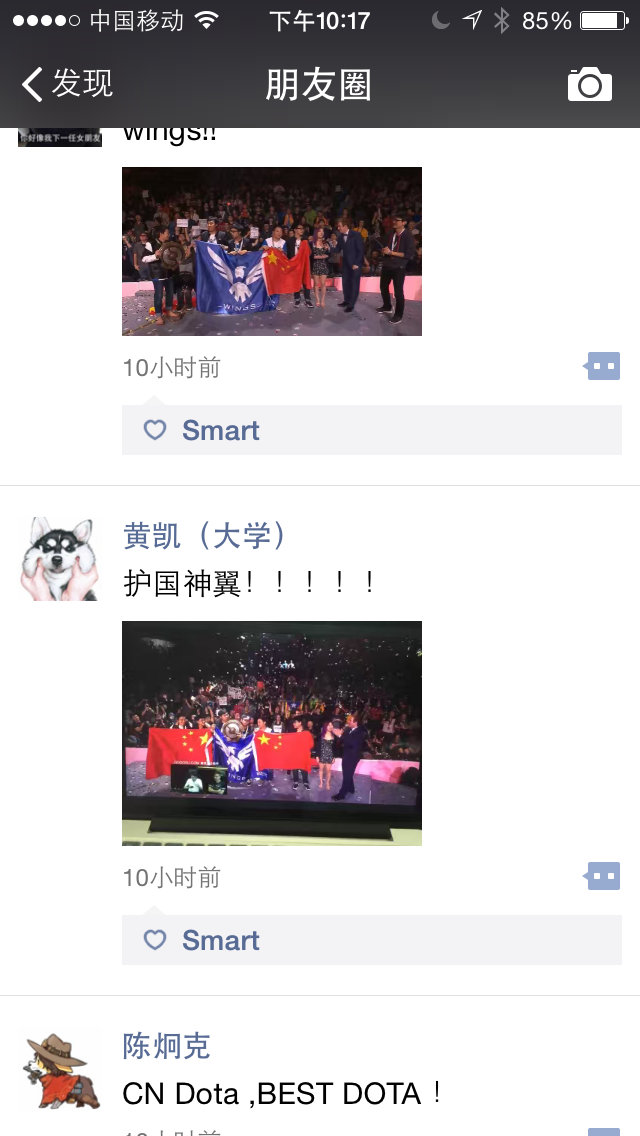 中国移动
下午10:17
85%
发现
朋友圈
你好像我下一任女朋友
wings!!
WINGS
10小时前
Smart
黄凯（大学）
护国神翼！！！！！
WINGS
10小时前
Smart
陈炯克
CN Dota ,BEST DOTA！